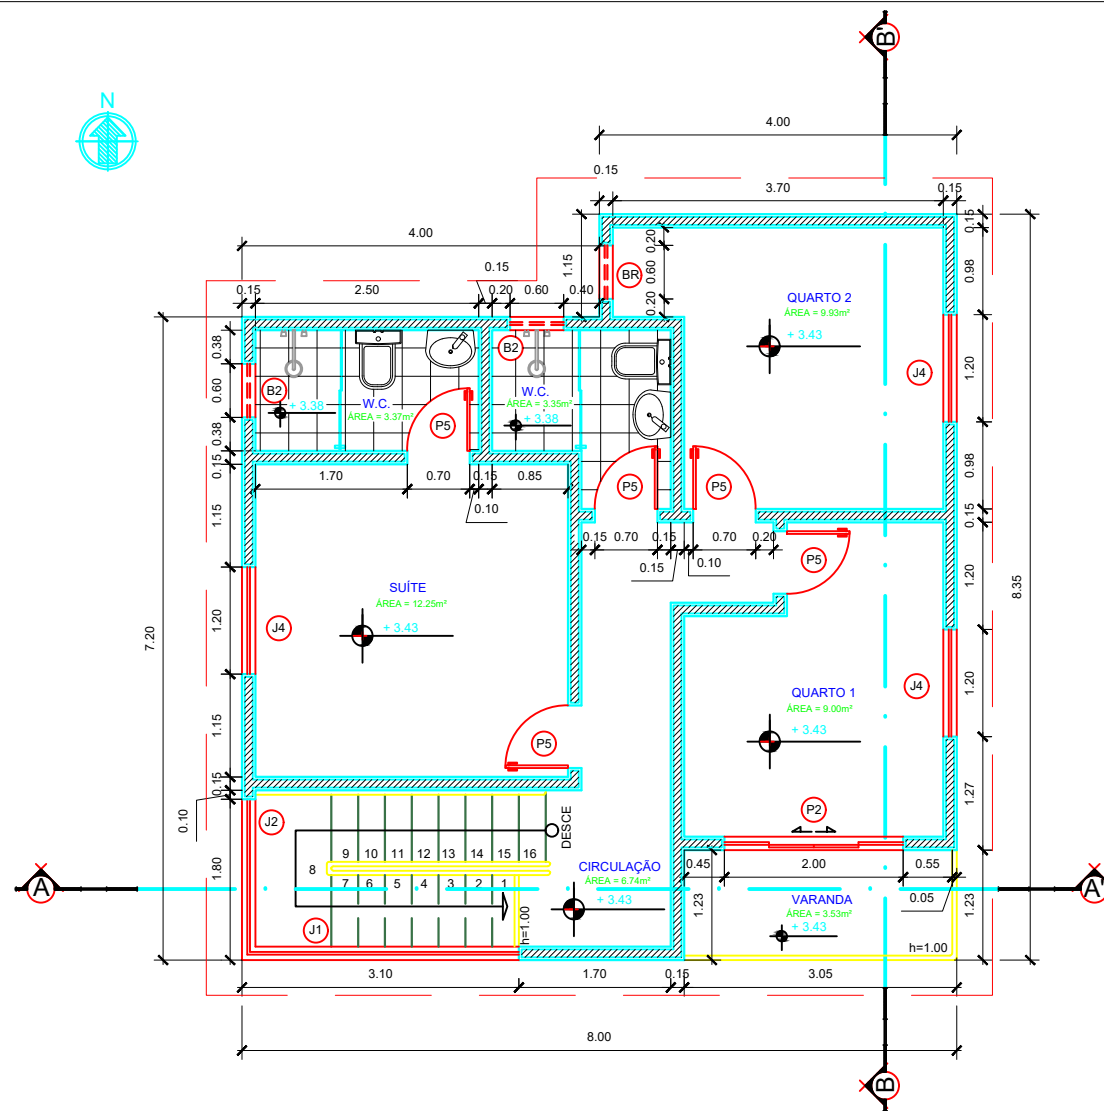 B'
N
4.00
0.15
3.70
0.15
4.00
0.15
2.50
0.15
0.20
0.60
0.40
1.15
0.20
0.60
0.20
BR
0.15
0.98
QUARTO 2
ÁREA = 9.93m²
+ 3.43
J4
1.20
0.98
0.15
0.38
0.60
0.38
0.15
B2
+ 3.38
W.C.
ÁREA = 3.37m²
P5
B2
W.C.
ÁREA = 3.35m²
+ 3.38
P5
P5
1.70
0.70
0.15
0.85
0.10
0.15
0.70
0.15
0.70
0.20
0.15
0.10
P5
1.15
1.20
1.15
0.15
0.10
7.20
SUÍTE
ÁREA = 12.25m²
+ 3.43
J4
P5
1.20
1.20
1.27
8.35
J4
QUARTO 1
ÁREA = 9.00m²
+ 3.43
P2
J2
DESCE
9
10
11
12
13
14
15
16
8
7
6
5
4
3
2
1
J1
h=1.00
1.80
CIRCULAÇÃO
ÁREA = 6.74m²
+ 3.43
0.45
2.00
0.55
0.05
1.23
1.23
VARANDA
ÁREA = 3.53m²
+ 3.43
h=1.00
A
A'
3.10
1.70
0.15
3.05
8.00
B